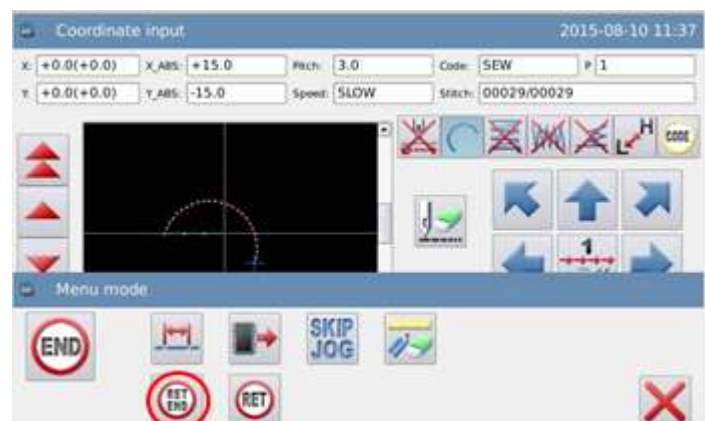 Coordinate input 2015-08-10 11:37
X: +0.0(+0.0) X_ABS: +15.0 Pitch: 3.0 Code: SEW P 1
Y: +0.0(+0.0) Y_ABS: -15.0 Speed: SLOW Stitch: 00029/00029
L H CODE
1
Menu mode
END SKIP JOG
RET END RET